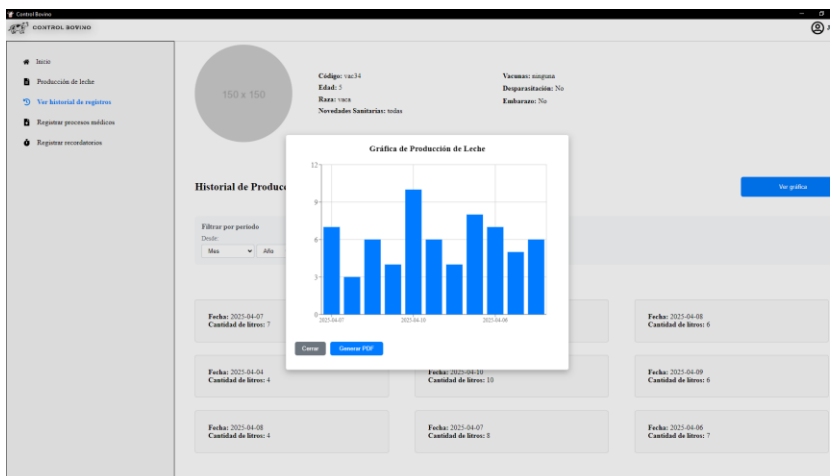 Control Bovino
CONTROL BOVINO
Inicio
Producción de leche
Ver historial de registros
Registrar procesos médicos
Registrar recordatorios
150 x 150
Código: vac34
Edad: 5
Raza: vaca
Novedades Sanitarias: todas
Vacunas: ninguna
Desparasitación: No
Embarazo: No
Historial de Produc
Ver gráfica
Filtrar por periodo
Desde:
Mes
Año
Gráfica de Producción de Leche
12
9
6
3
0
2025-04-07
2025-04-10
2025-04-06
Cerrar
Generar PDF
Fecha: 2025-04-07
Cantidad de litros: 7
Fecha: 2025-04-08
Cantidad de litros: 6
Fecha: 2025-04-04
Cantidad de litros: 4
Fecha: 2025-04-10
Cantidad de litros: 10
Fecha: 2025-04-09
Cantidad de litros: 6
Fecha: 2025-04-08
Cantidad de litros: 4
Fecha: 2025-04-07
Cantidad de litros: 8
Fecha: 2025-04-06
Cantidad de litros: 7